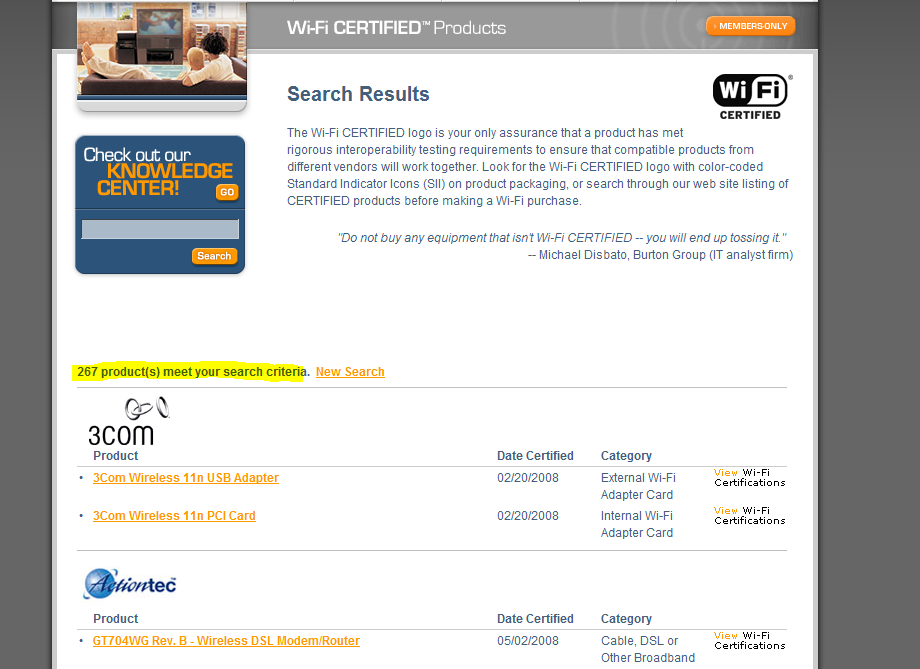 Wi-Fi CERTIFIED™ Products
› MEMBERS-ONLY
Search Results
Wi Fi ®
CERTIFIED
The Wi-Fi CERTIFIED logo is your only assurance that a product has met
rigorous interoperability testing requirements to ensure that compatible products from
different vendors will work together. Look for the Wi-Fi CERTIFIED logo with color-coded
Standard Indicator Icons (SII) on product packaging, or search through our web site listing of
CERTIFIED products before making a Wi-Fi purchase.
"Do not buy any equipment that isn't Wi-Fi CERTIFIED -- you will end up tossing it."
-- Michael Disbato, Burton Group (IT analyst firm)
Check out our
KNOWLEDGE
CENTER!
GO
Search
267 product(s) meet your search criteria. New Search
3COM
Product Date Certified Category
• 3Com Wireless 11n USB Adapter 02/20/2008 External Wi-Fi View Wi-Fi
Adapter Card Certifications
• 3Com Wireless 11n PCI Card 02/20/2008 Internal Wi-Fi View Wi-Fi
Adapter Card Certifications
Actiontec
Product Date Certified Category
• GT704WG Rev. B - Wireless DSL Modem/Router 05/02/2008 Cable, DSL or View Wi-Fi
Other Broadband Certifications